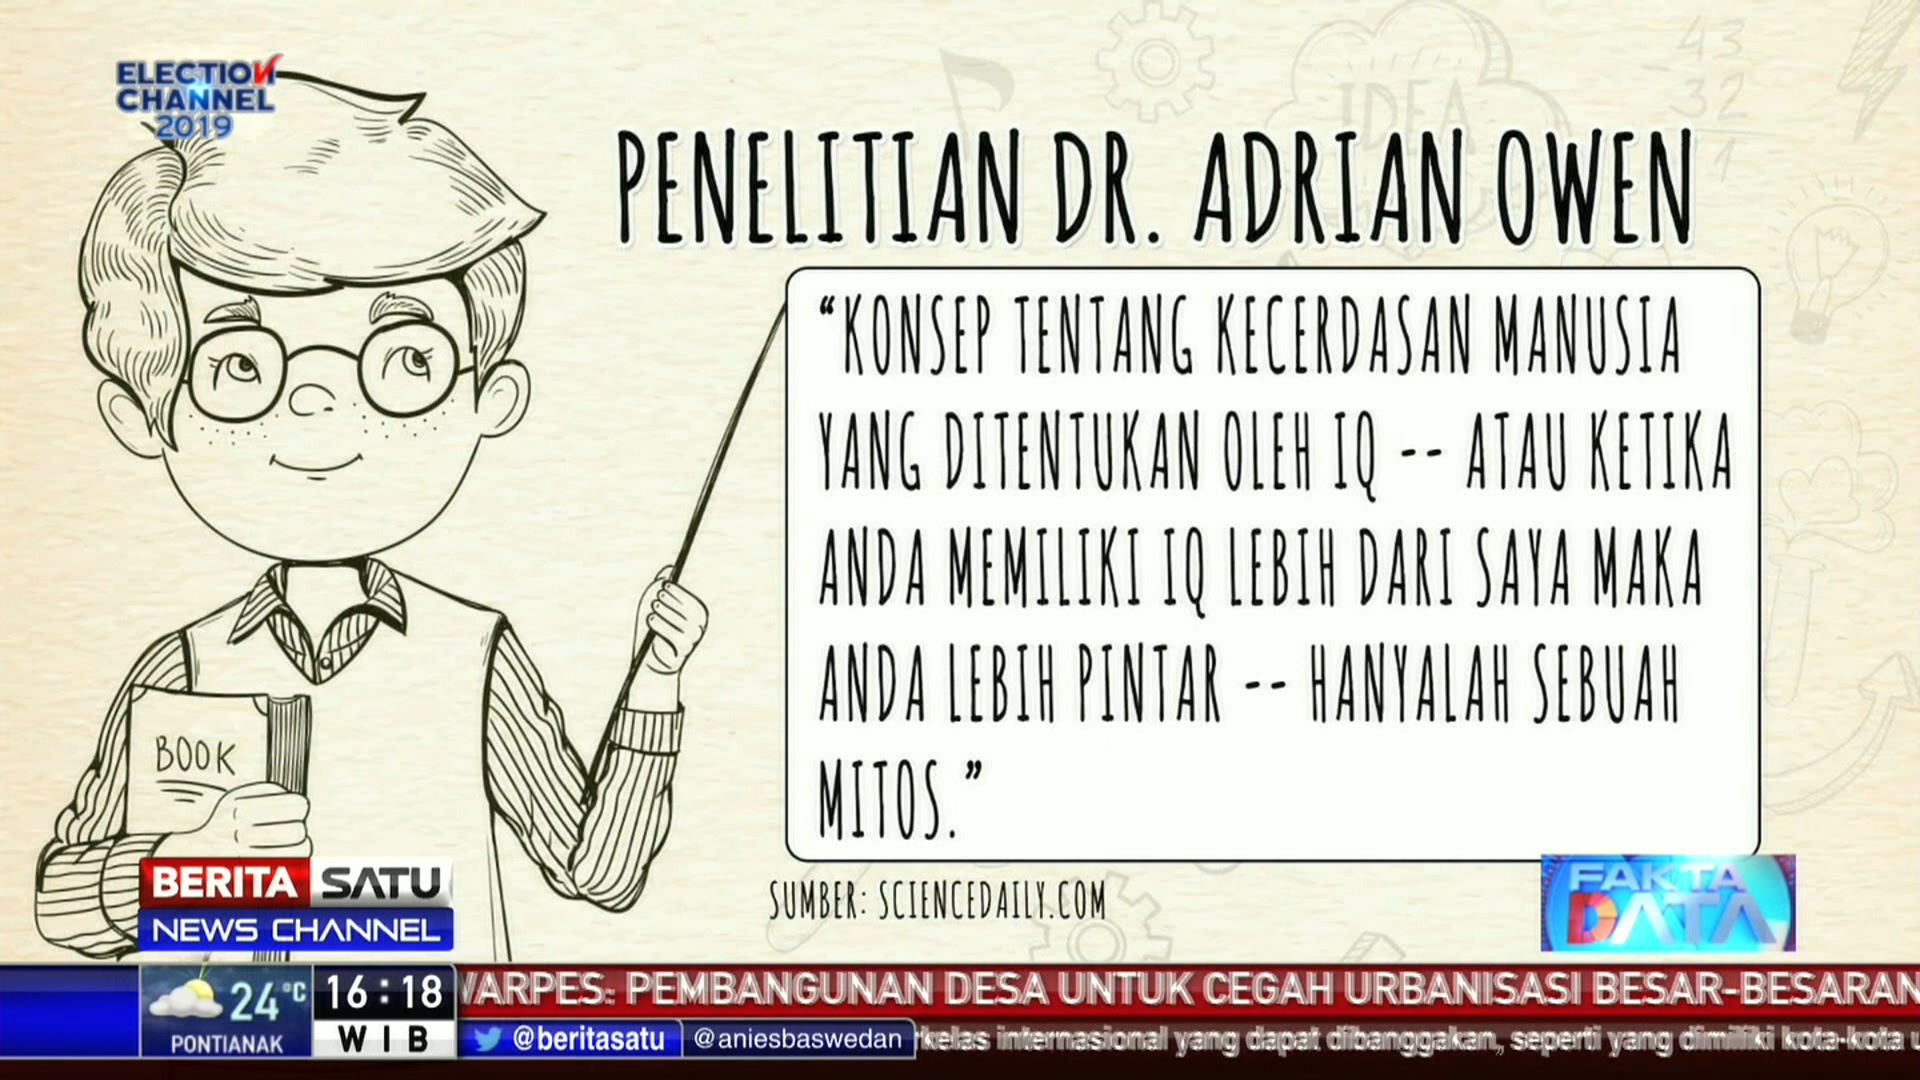 ELECTION
CHANNEL
2019
IDEA
43
32
PENELITIAN DR. ADRIAN OWEN
“KONSEP TENTANG KECERDASAN MANUSIA
YANG DITENTUKAN OLEH IQ -- ATAU KETIKA
ANDA MEMILIKI IQ LEBIH DARI SAYA MAKA
ANDA LEBIH PINTAR -- HANYALAH SEBUAH
MITOS.”
BOOK
SUMBER: SCIENCEDAILY.COM
BERITA SATU
NEWS CHANNEL
FAKTA
DATA
24°C
PONTIANAK
16:18
WIB
WARPES: PEMBANGUNAN DESA UNTUK CEGAH URBANISASI BESAR-BESARAN
@beritasatu
@aniesbaswedan
kelas internasional yang dapat dibanggakan, seperti yang dimiliki kota-kota